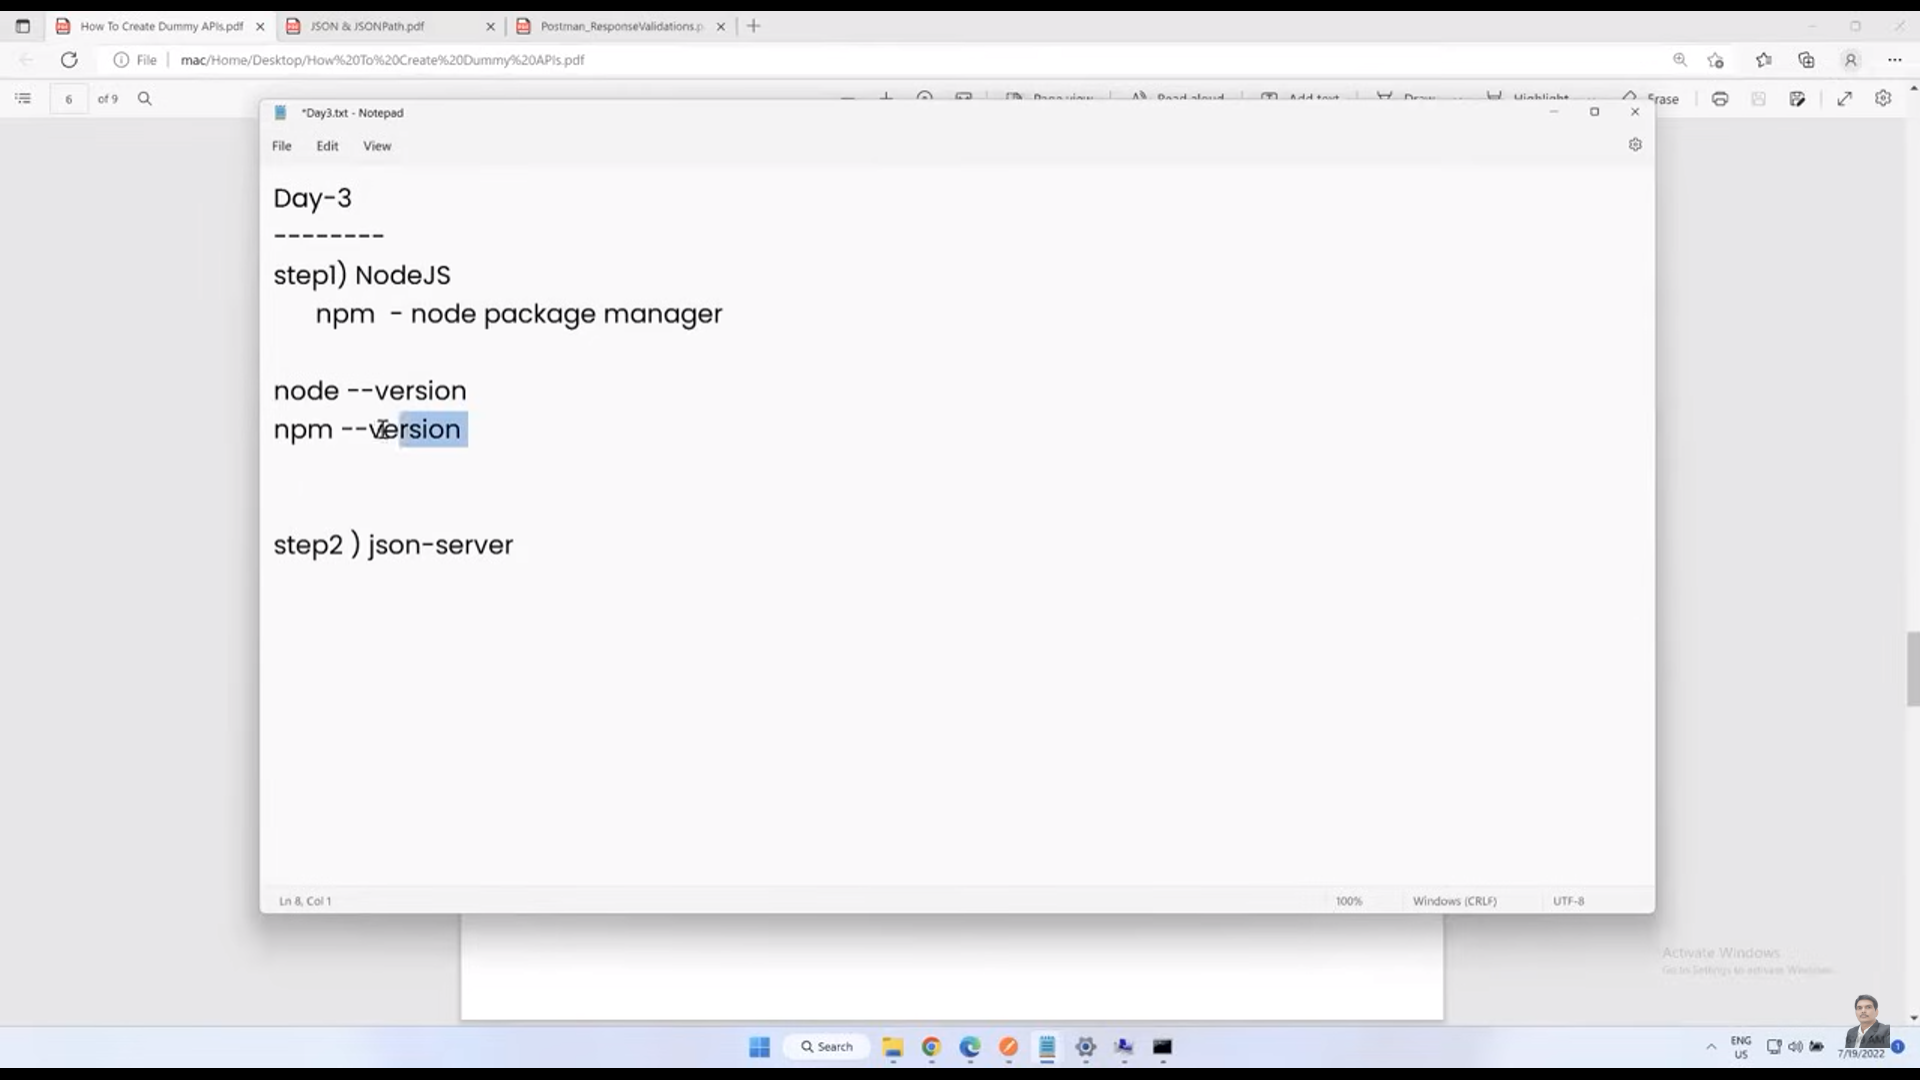 How To Create Dummy APIs.pdf
JSON & JSONPath.pdf
Postman_ResponseValidations.p
File
mac/Home/Desktop/How%20To%20Create%20Dummy%20APIs.pdf
6 of 9
Page view
Read aloud
Add text
Draw
Highlight
Erase
*Day3.txt - Notepad
File Edit View
Day-3
--------
step1) NodeJS
npm - node package manager
node --version
npm --version
step2 ) json-server
Ln 8, Col 1
100%
Windows (CRLF)
UTF-8
Activate Windows
Go to Settings to activate Windows.
Search
ENG
US
7/19/2022
1